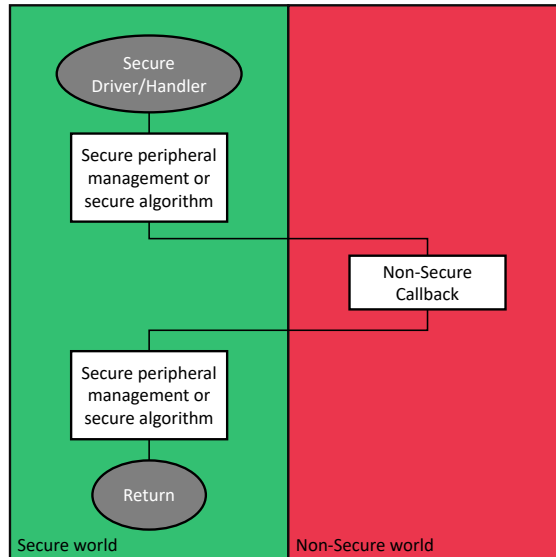 Secure
Driver/Handler
Secure peripheral
management or
secure algorithm
Non-Secure
Callback
Secure peripheral
management or
secure algorithm
Return
Secure world
Non-Secure world